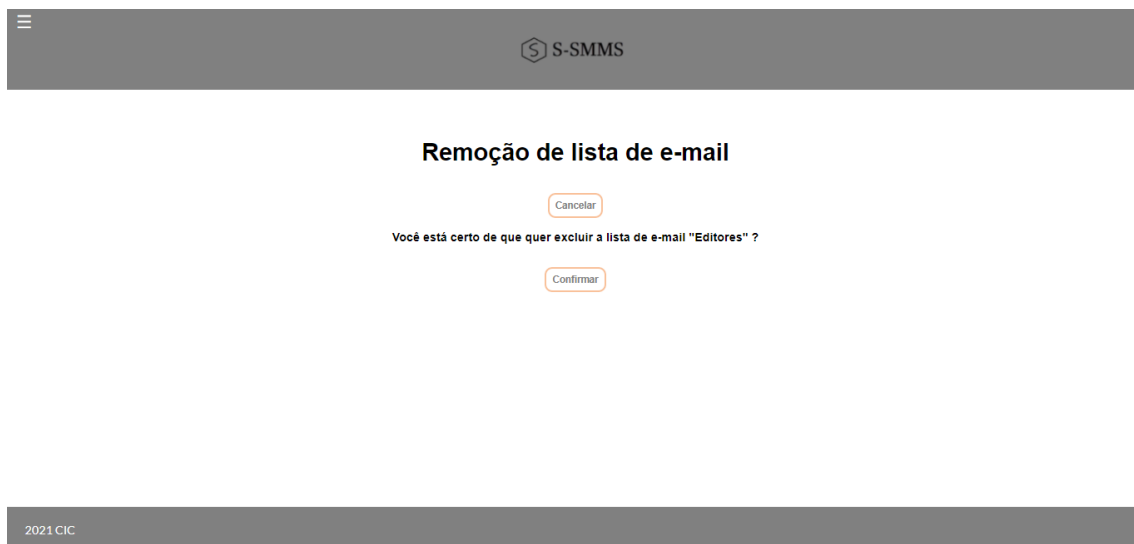 S-SMMS
Remoção de lista de e-mail
Cancelar
Você está certo de que quer excluir a lista de e-mail "Editores" ?
Confirmar
2021 CIC